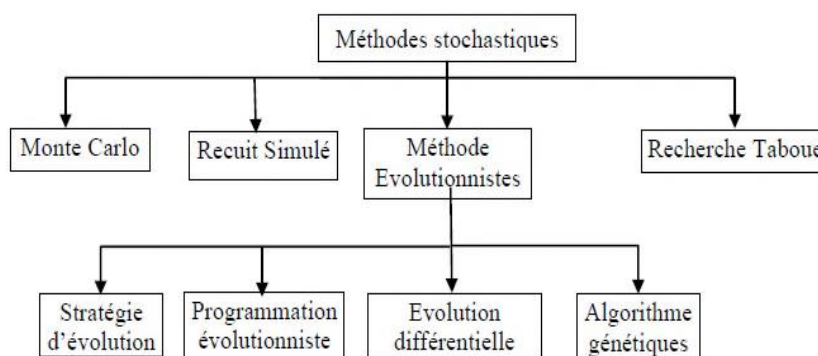 Méthodes stochastiques
Monte Carlo
Recuit Simulé
Méthode
Evolutionnistes
Recherche Taboue
Stratégie
d'évolution
Programmation
évolutionniste
Evolution
différentielle
Algorithme
génétiques